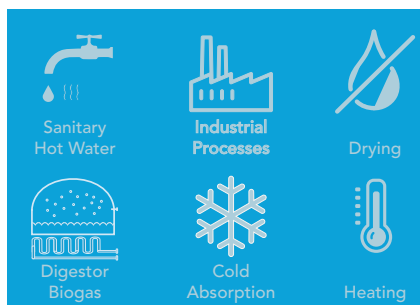 Sanitary
Hot Water
Industrial
Processes
Drying
Digestor
Biogas
Cold
Absorption
Heating